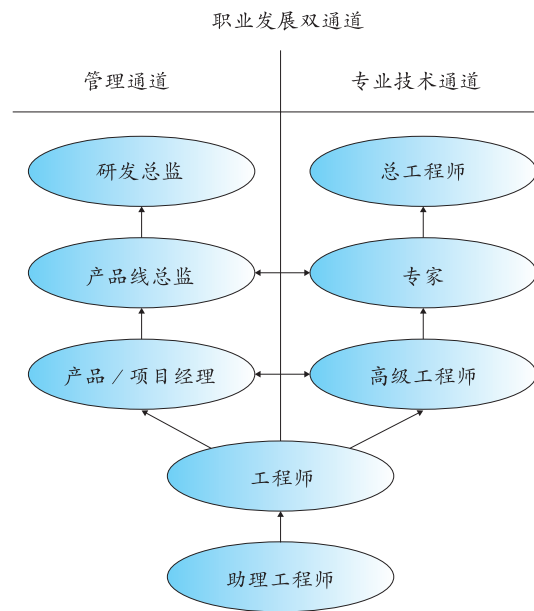 职业发展双通道
管理通道
专业技术通道
研发总监
总工程师
产品线总监
专家
产品／项目经理
高级工程师
工程师
助理工程师